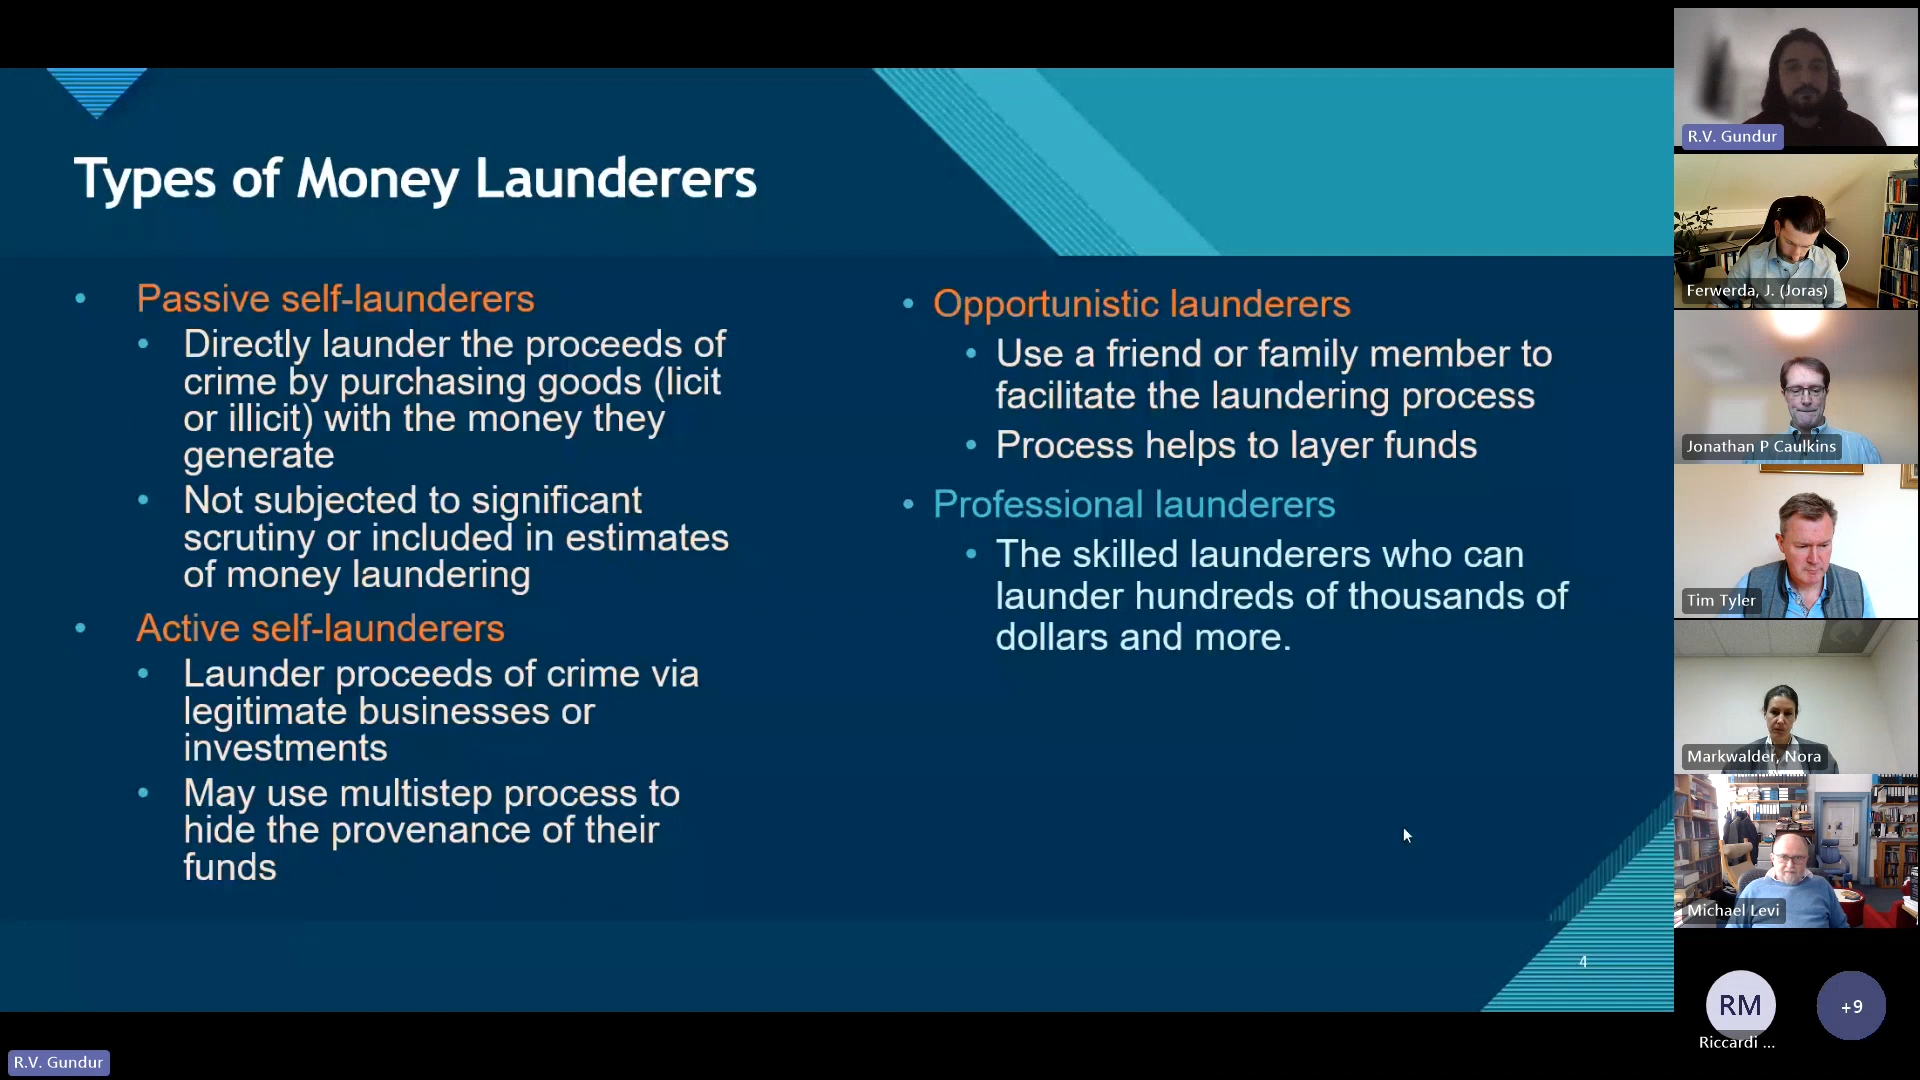 Types of Money Launderers
Passive self-launderers
Directly launder the proceeds of
crime by purchasing goods (licit
or illicit) with the money they
generate
Not subjected to significant
scrutiny or included in estimates
of money laundering
Active self-launderers
Launder proceeds of crime via
legitimate businesses or
investments
May use multistep process to
hide the provenance of their
funds
Opportunistic launderers
Use a friend or family member to
facilitate the laundering process
Process helps to layer funds
Professional launderers
The skilled launderers who can
launder hundreds of thousands of
dollars and more.
4
R.V. Gundur
R.V. Gundur
Ferwerda, J. (Joras)
Jonathan P Caulkins
Tim Tyler
Markwalder, Nora
Michael Levi
RM
Riccardi ...
+9